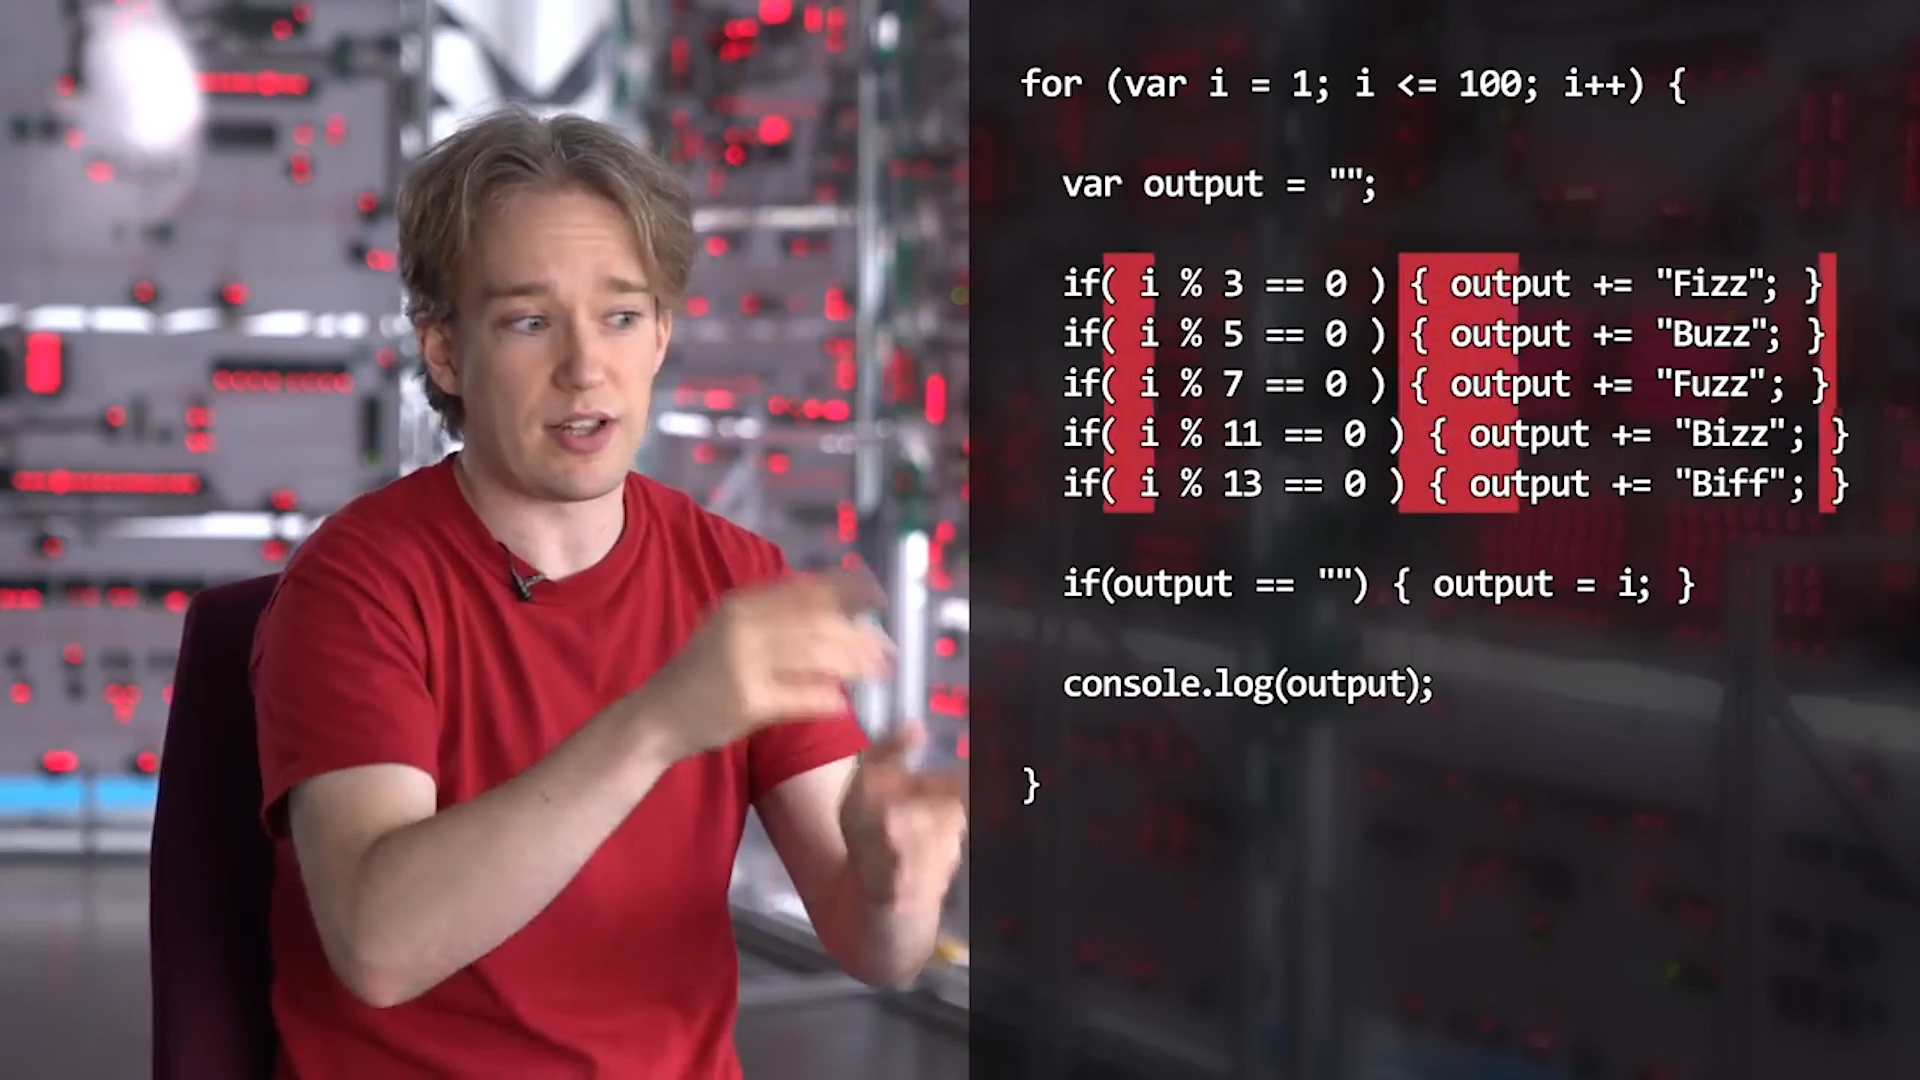 for (var i = 1; i <= 100; i++) {
var output = "";
if( i % 3 == 0 ) { output += "Fizz"; }
if( i % 5 == 0 ) { output += "Buzz"; }
if( i % 7 == 0 ) { output += "Fuzz"; }
if( i % 11 == 0 ) { output += "Bizz"; }
if( i % 13 == 0 ) { output += "Biff"; }
if(output == "") { output = i; }
console.log(output);
}